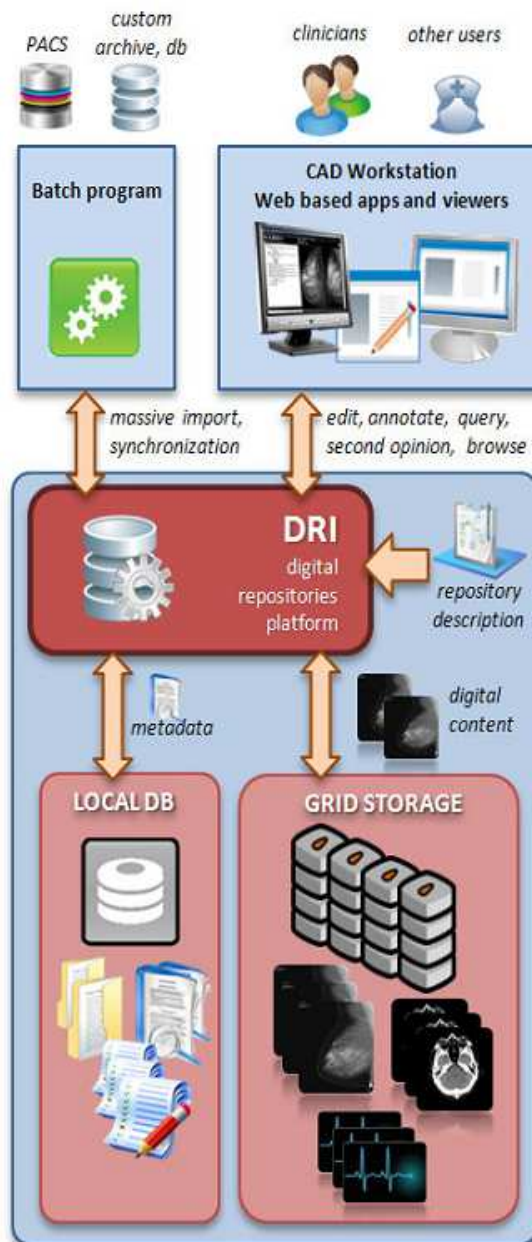 PACS
custom
archive, db
clinicians
other users
Batch program
CAD Workstation
Web based apps and viewers
massive import,
synchronization
edit, annotate, query,
second opinion, browse
DRI
digital
repositories
platform
repository
description
metadata
digital
content
LOCAL DB
GRID STORAGE